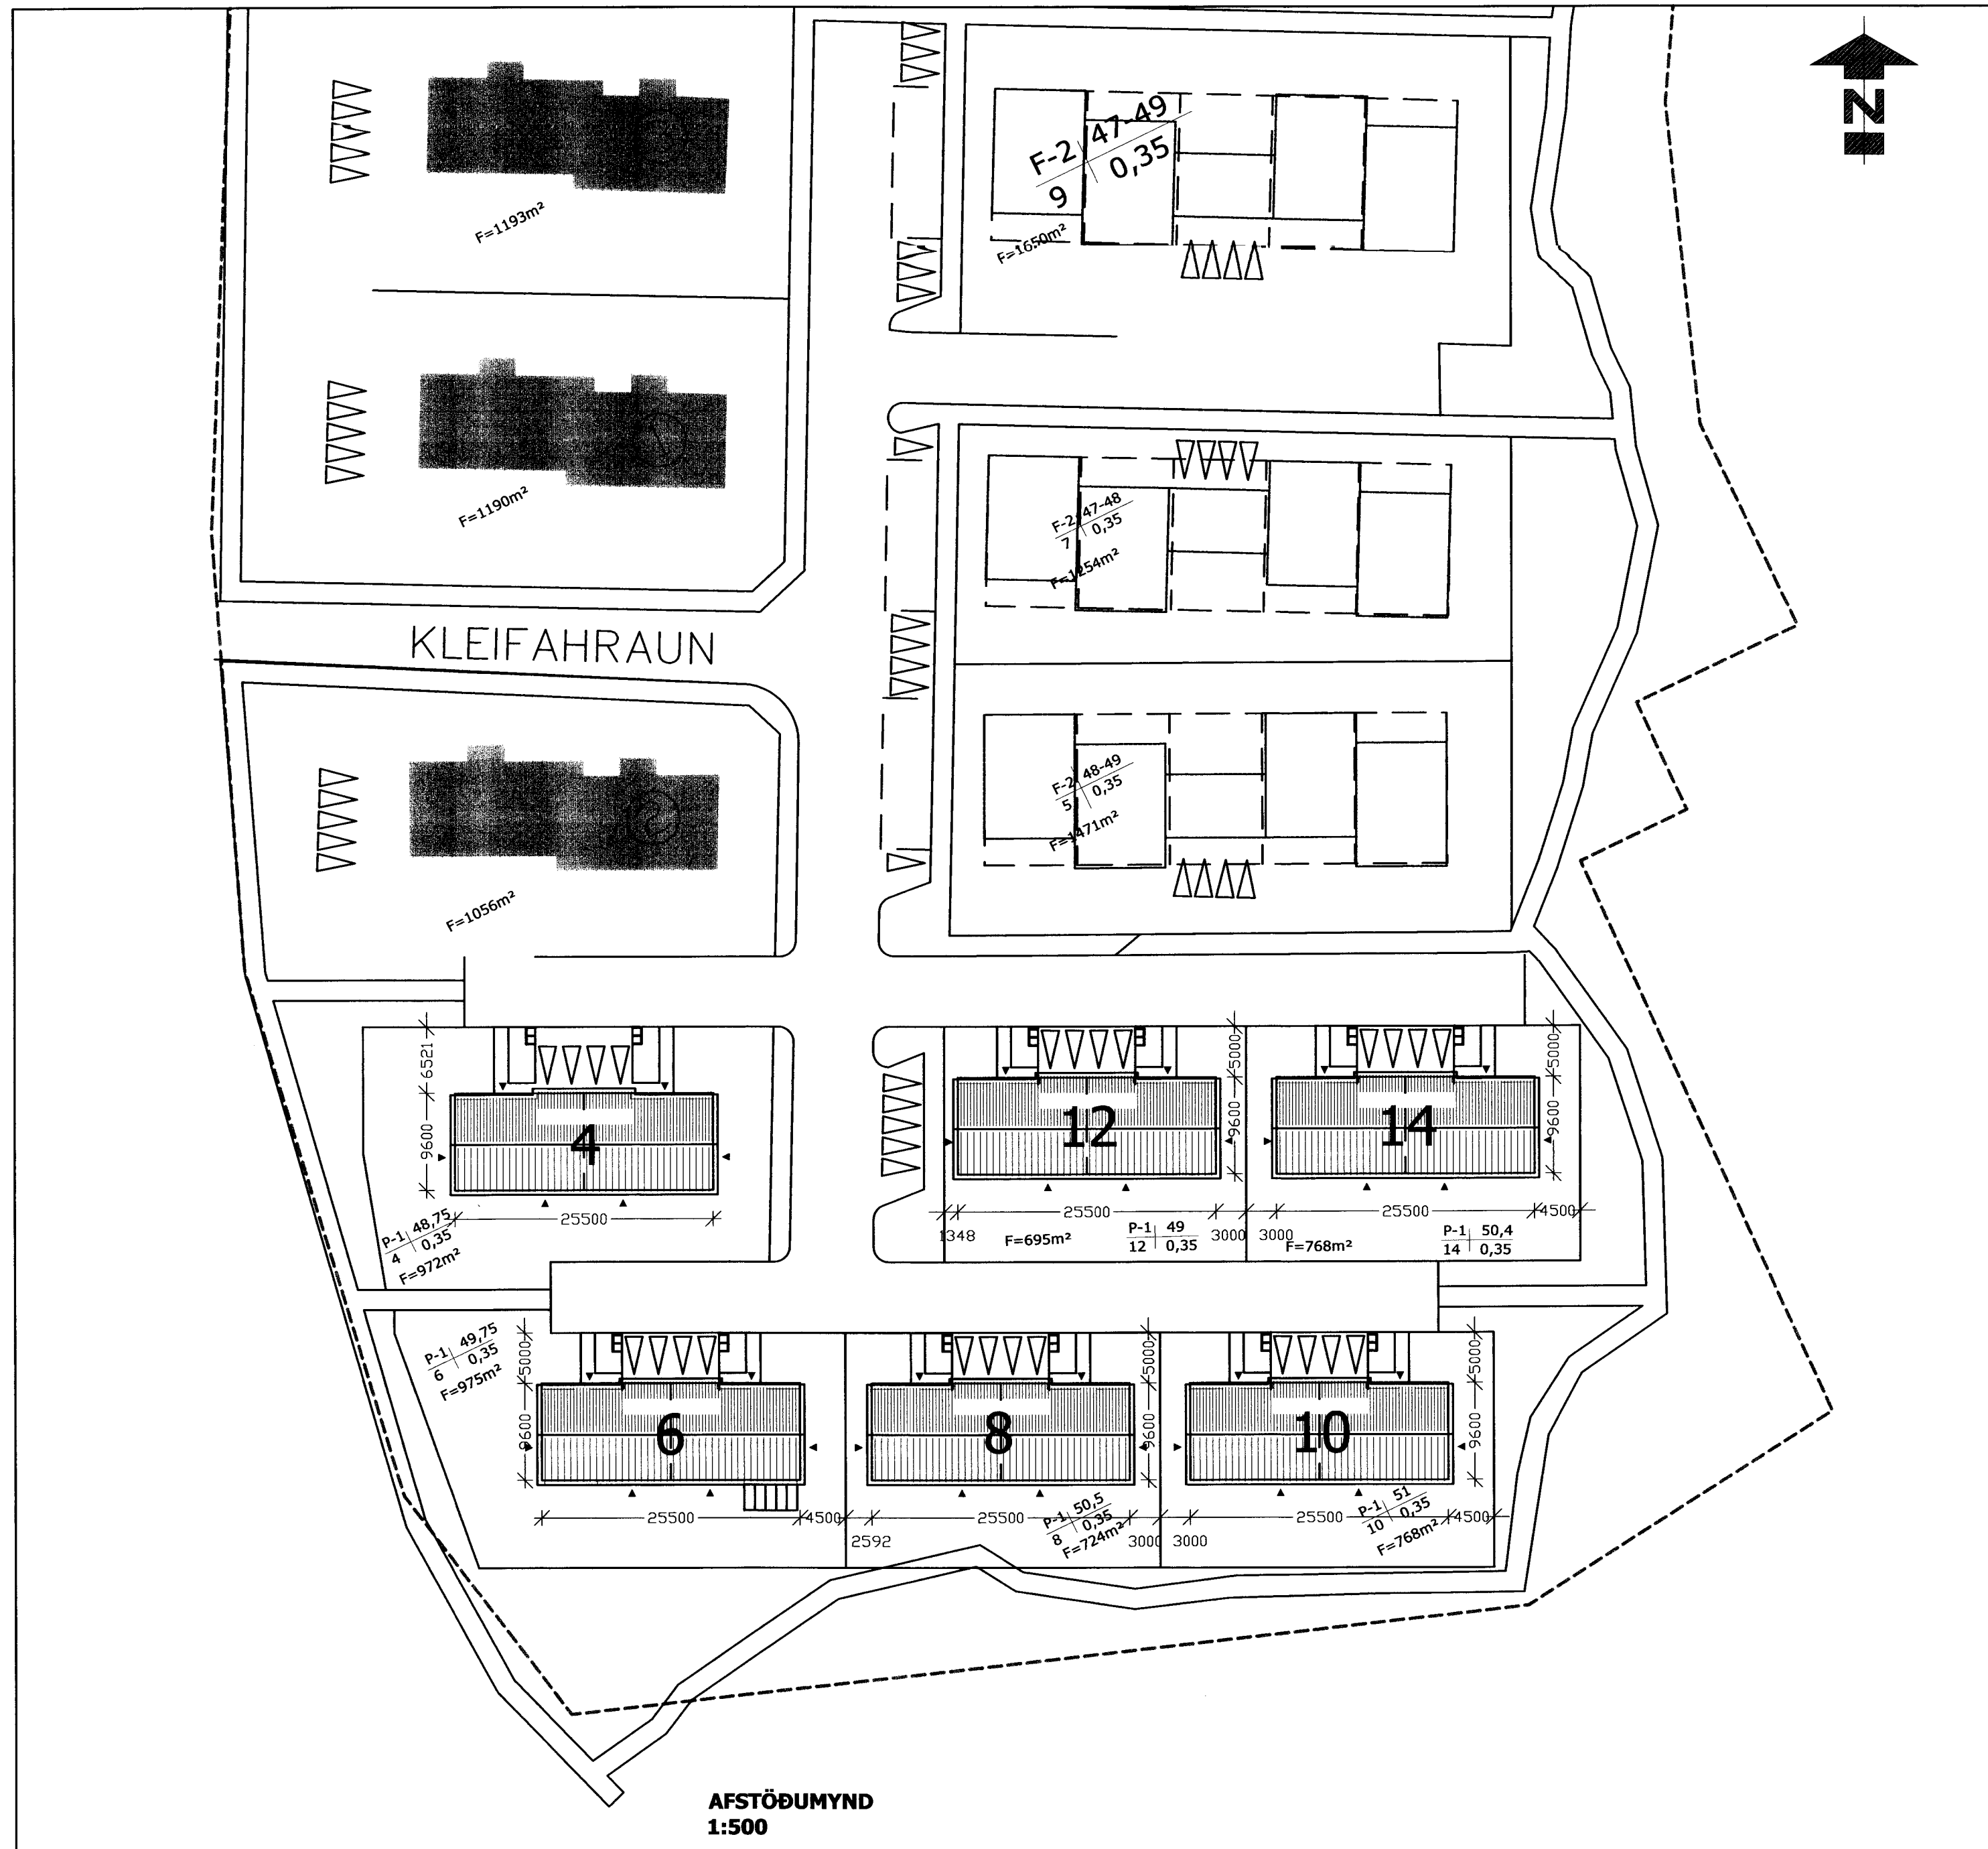 N
F-2 47-49
9 0,35
F=1193m²
F=1650m²
F-2 47-48
7 0,35
F=1190m²
F=1254m²
KLEIFAHRAUN
F-2 48-49
5 0,35
F=1471m²
2
F=1056m²
6521
5000
5000
9600
4
9600
12
9600
14
25500
25500
25500
4500
P-1 48,75
4 0,35
F=972m²
1348
F=695m²
P-1 49
12 0,35
3000
3000
F=768m²
P-1 50,4
14 0,35
P-1 49,75
6 0,35
F=975m²
5000
5000
5000
9600
6
8
9600
10
9600
25500
4500
2592
25500
P-1 50,5
8 0,35
F=724m²
3000
3000
25500
P-1 51
10 0,35
F=768m²
4500
AFSTÖÐUMYND
1:500